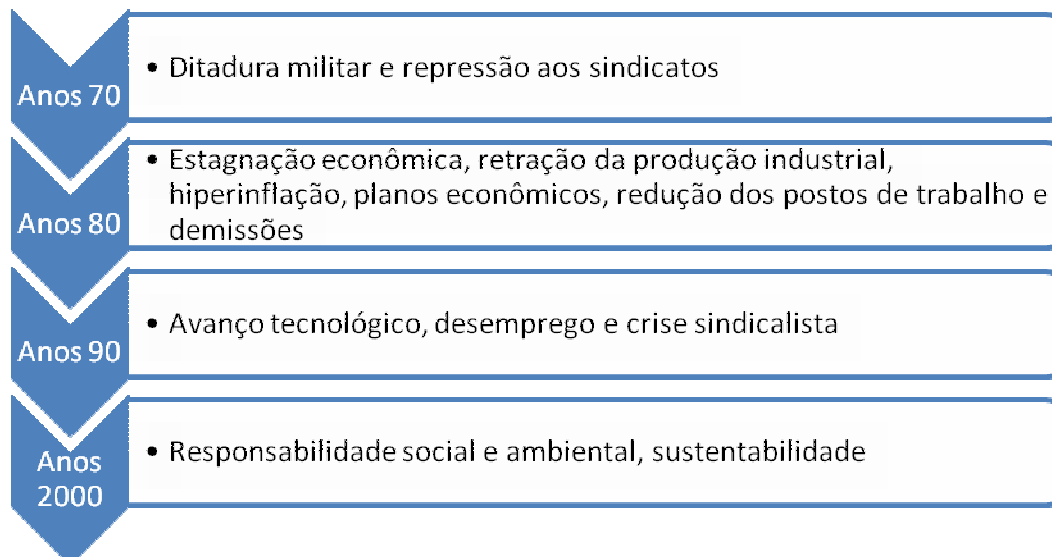 Anos 70
• Ditadura militar e repressão aos sindicatos
Anos 80
• Estagnação econômica, retração da produção industrial,
hiperinflação, planos econômicos, redução dos postos de trabalho e
demissões
Anos 90
• Avanço tecnológico, desemprego e crise sindicalista
Anos
2000
• Responsabilidade social e ambiental, sustentabilidade